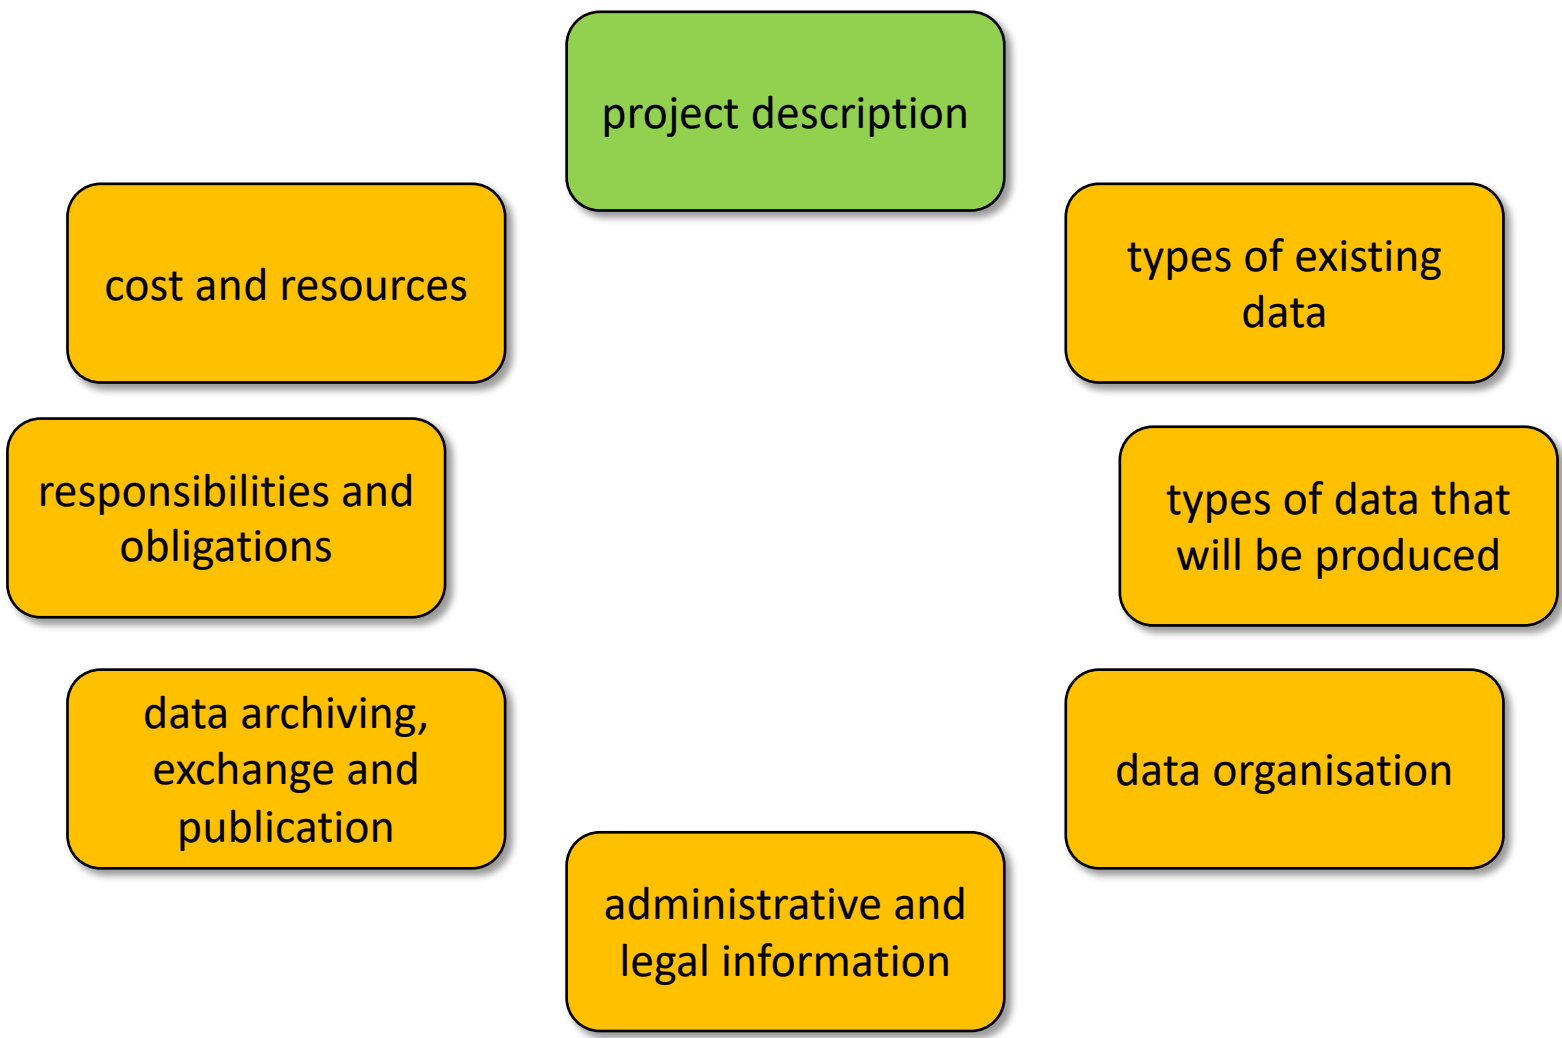 project description
types of existing
data
types of data that
will be produced
data organisation
administrative and
legal information
data archiving,
exchange and
publication
responsibilities and
obligations
cost and resources